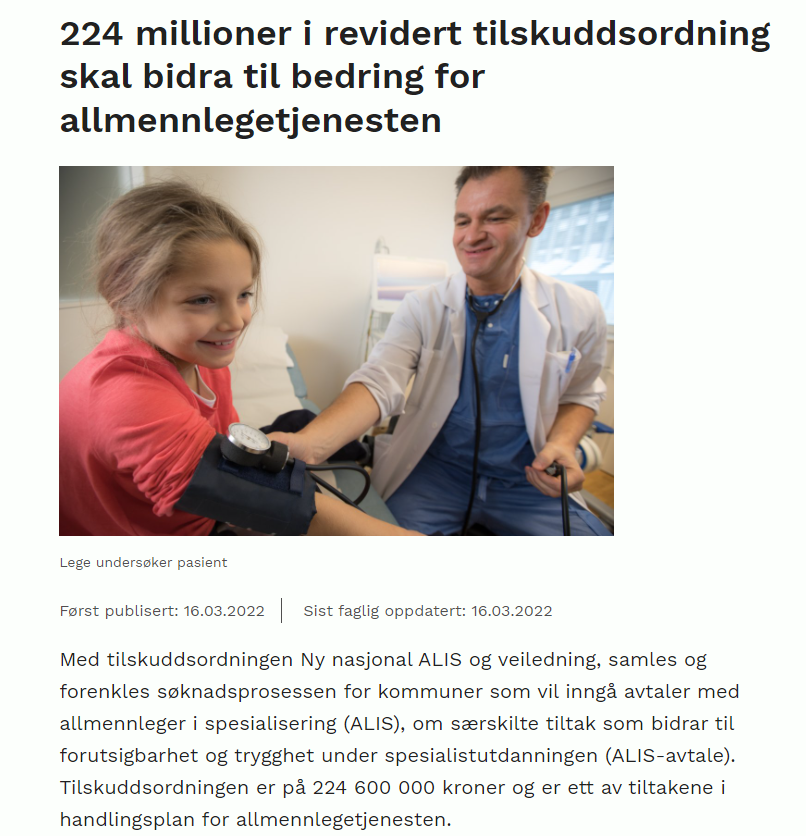 224 millioner i revidert tilskuddsordning
skal bidra til bedring for
allmennlegetjenesten
Lege undersøker pasient
Først publisert: 16.03.2022 Sist faglig oppdatert: 16.03.2022
Med tilskuddsordningen Ny nasjonal ALIS og veiledning, samles og
forenkles søknadsprosessen for kommuner som vil inngå avtaler med
allmennleger i spesialisering (ALIS), om særskilte tiltak som bidrar til
forutsigbarhet og trygghet under spesialistutdanningen (ALIS-avtale).
Tilskuddsordningen er på 224 600 000 kroner og er ett av tiltakene i
handlingsplan for allmennlegetjenesten.